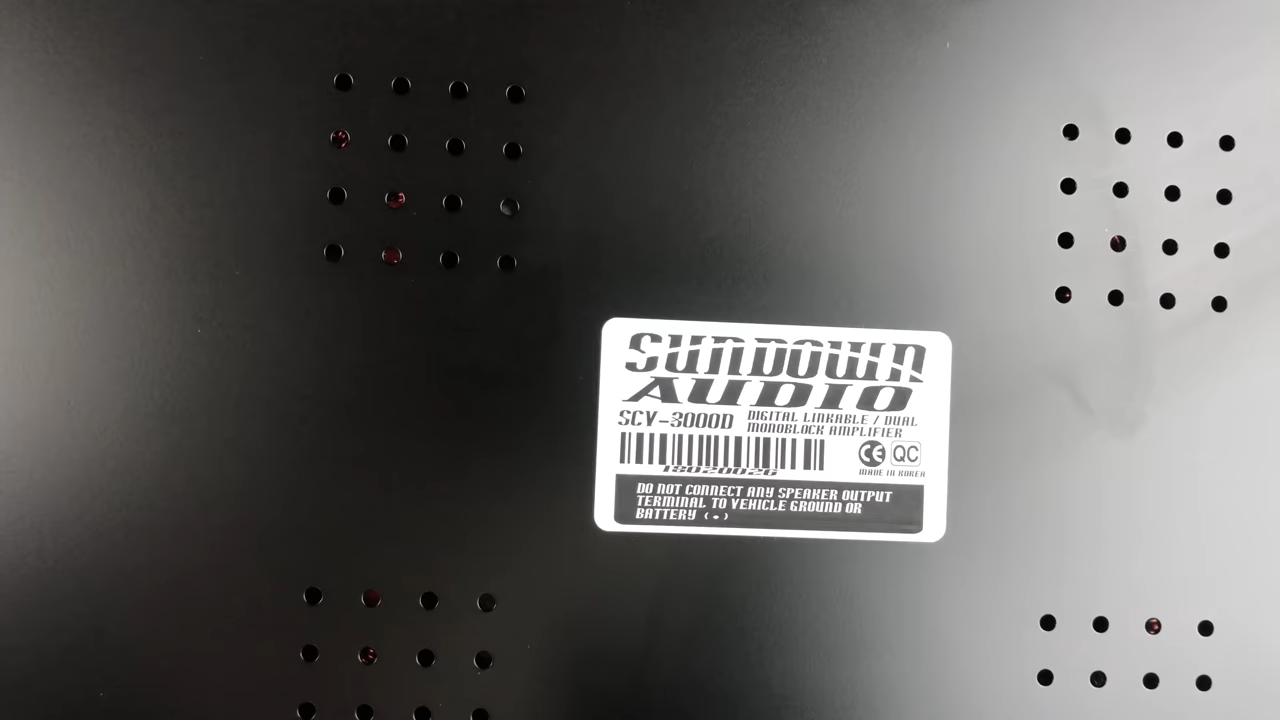 SUNDOWN
AUDIO
SCV-3000D
DIGITAL LINKABLE / DUAL
MONOBLOCK AMPLIFIER
18020026
CE QC
MADE IN KOREA
DO NOT CONNECT ANY SPEAKER OUTPUT
TERMINAL TO VEHICLE GROUND OR
BATTERY (-)